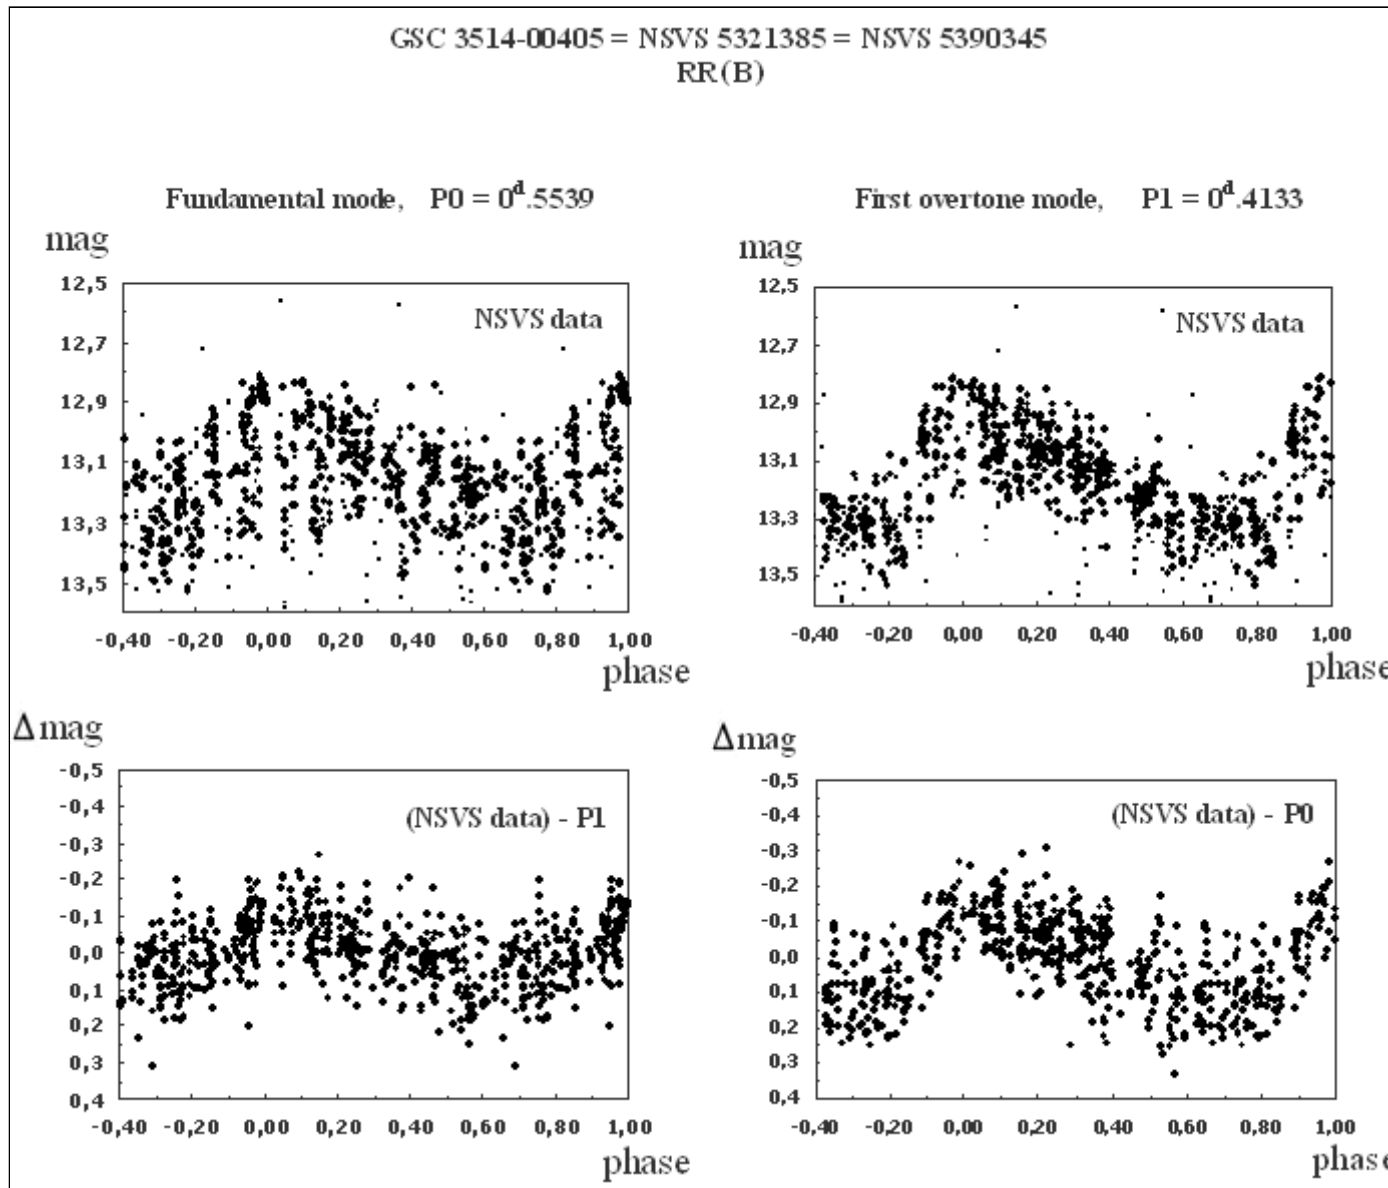 GSC 3514-00405 = NSVS 5321385 = NSVS 5390345
RR(B)
Fundamental mode, P0 = 0d.5539
First overtone mode, P1 = 0d.4133
mag
12,5
12,7
12,9
13,1
13,3
13,5
NSVS data
-0,40 -0,20 0,00 0,20 0,40 0,60 0,80 1,00
phase
mag
12,5
12,7
12,9
13,1
13,3
13,5
NSVS data
-0,40 -0,20 0,00 0,20 0,40 0,60 0,80 1,00
phase
Δmag
-0,5
-0,4
-0,3
-0,2
-0,1
0,0
0,1
0,2
0,3
0,4
(NSVS data) - P1
-0,40 -0,20 0,00 0,20 0,40 0,60 0,80 1,00
phase
Δmag
-0,5
-0,4
-0,3
-0,2
-0,1
0,0
0,1
0,2
0,3
0,4
(NSVS data) - P0
-0,40 -0,20 0,00 0,20 0,40 0,60 0,80 1,00
phase